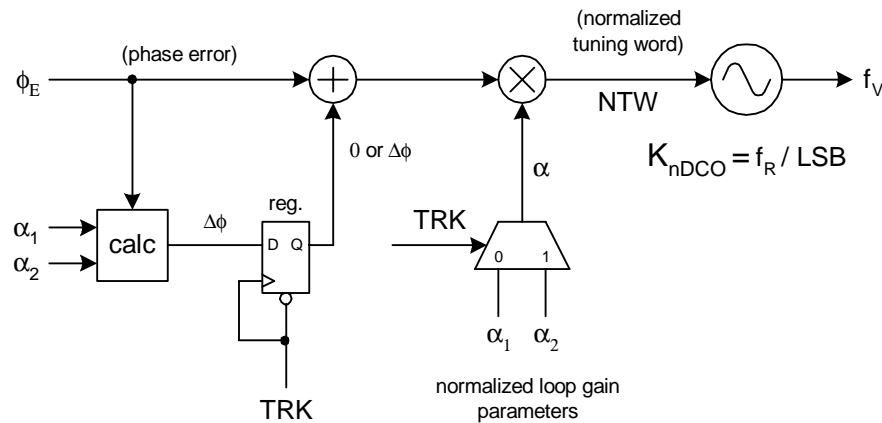 (normalized
tuning word)
(phase error)
ϕE
+
×
NTW
fV
KnDCO = fR / LSB
0 or Δϕ
α
reg.
α1
α2
calc
Δϕ
D Q
TRK
0 1
α1 α2
TRK
normalized loop gain
parameters